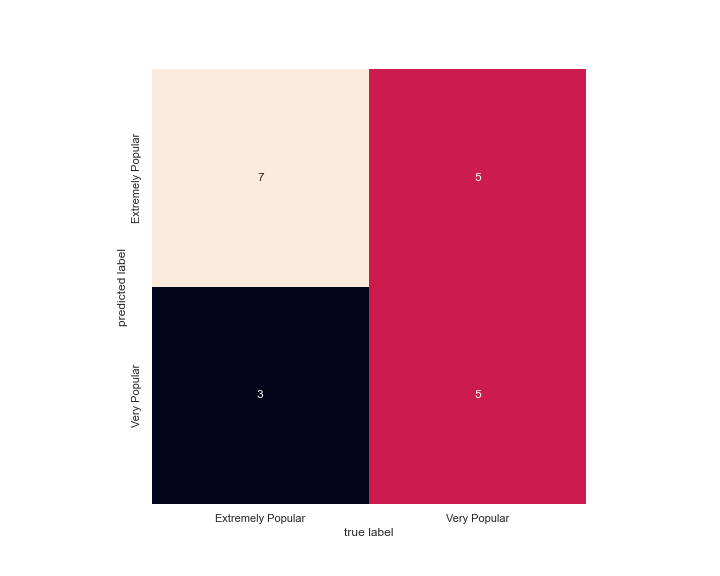 Extremely Popular
Very Popular
predicted label
7
5
3
5
Extremely Popular
Very Popular
true label